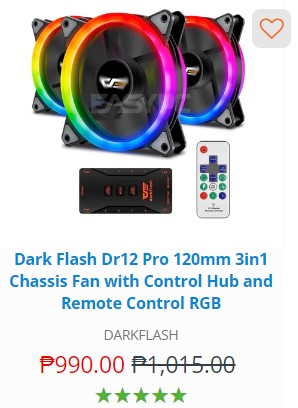 EASYPC
Dark Flash Dr12 Pro 120mm 3in1
Chassis Fan with Control Hub and
Remote Control RGB
DARKFLASH
₱990.00 ₱1,015.00